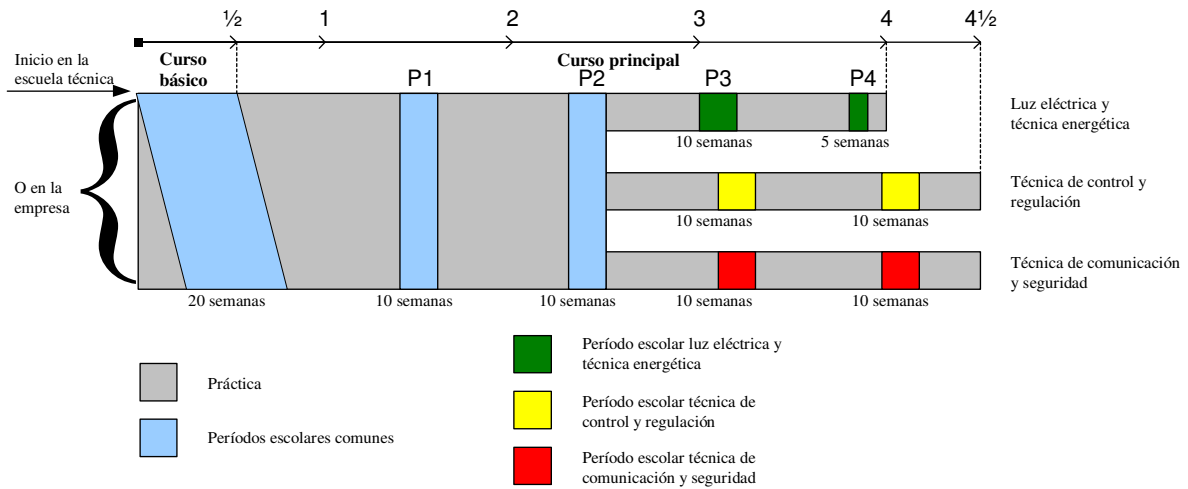 ½ 1 2 3 4 4½
Inicio en la
escuela técnica
Curso
básico
Curso principal
P1 P2 P3 P4
10 semanas 5 semanas
Luz eléctrica y
técnica energética
O en la
empresa
10 semanas 10 semanas
Técnica de control y
regulación
20 semanas 10 semanas 10 semanas 10 semanas 10 semanas
Técnica de comunicación
y seguridad
Práctica
Períodos escolares comunes
Período escolar luz eléctrica y
técnica energética
Período escolar técnica de
control y regulación
Período escolar técnica de
comunicación y seguridad